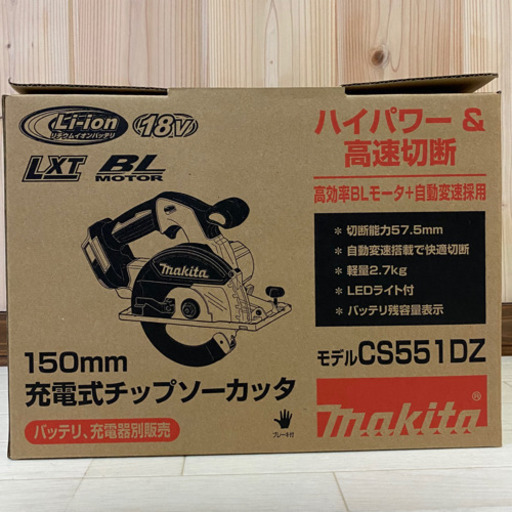 Li-ion
リチウムイオンバッテリ
18V
LXT
BL
MOTOR
ハイパワー &
高速切断
高効率BLモータ+自動変速採用
* 切断能力57.5mm
* 自動変速搭載で快適切断
* 軽量2.7kg
* LEDライト付
* バッテリ残容量表示
makita
150mm
充電式チップソーカッタ
モデルCS551DZ
バッテリ、充電器別販売
ブレーキ付
makita®